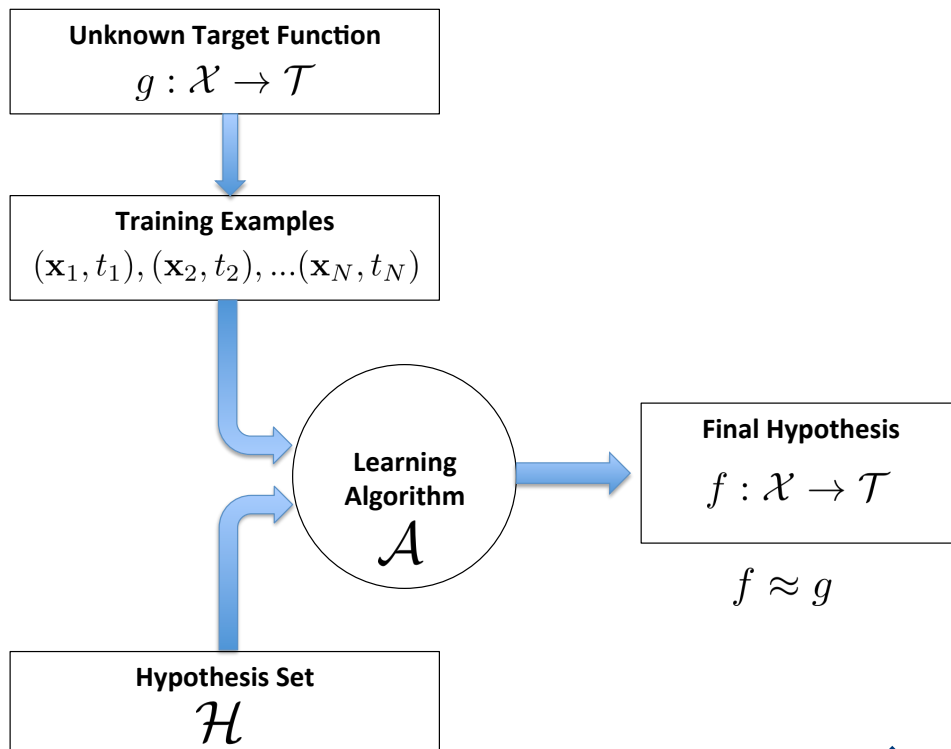 Unknown Target Function
g : 𝒳 → 𝒯
Training Examples
(𝐱₁, t₁), (𝐱₂, t₂), ...(𝐱_N, t_N)
Learning
Algorithm
𝒜
Final Hypothesis
f : 𝒳 → 𝒯
f ≈ g
Hypothesis Set
ℋ